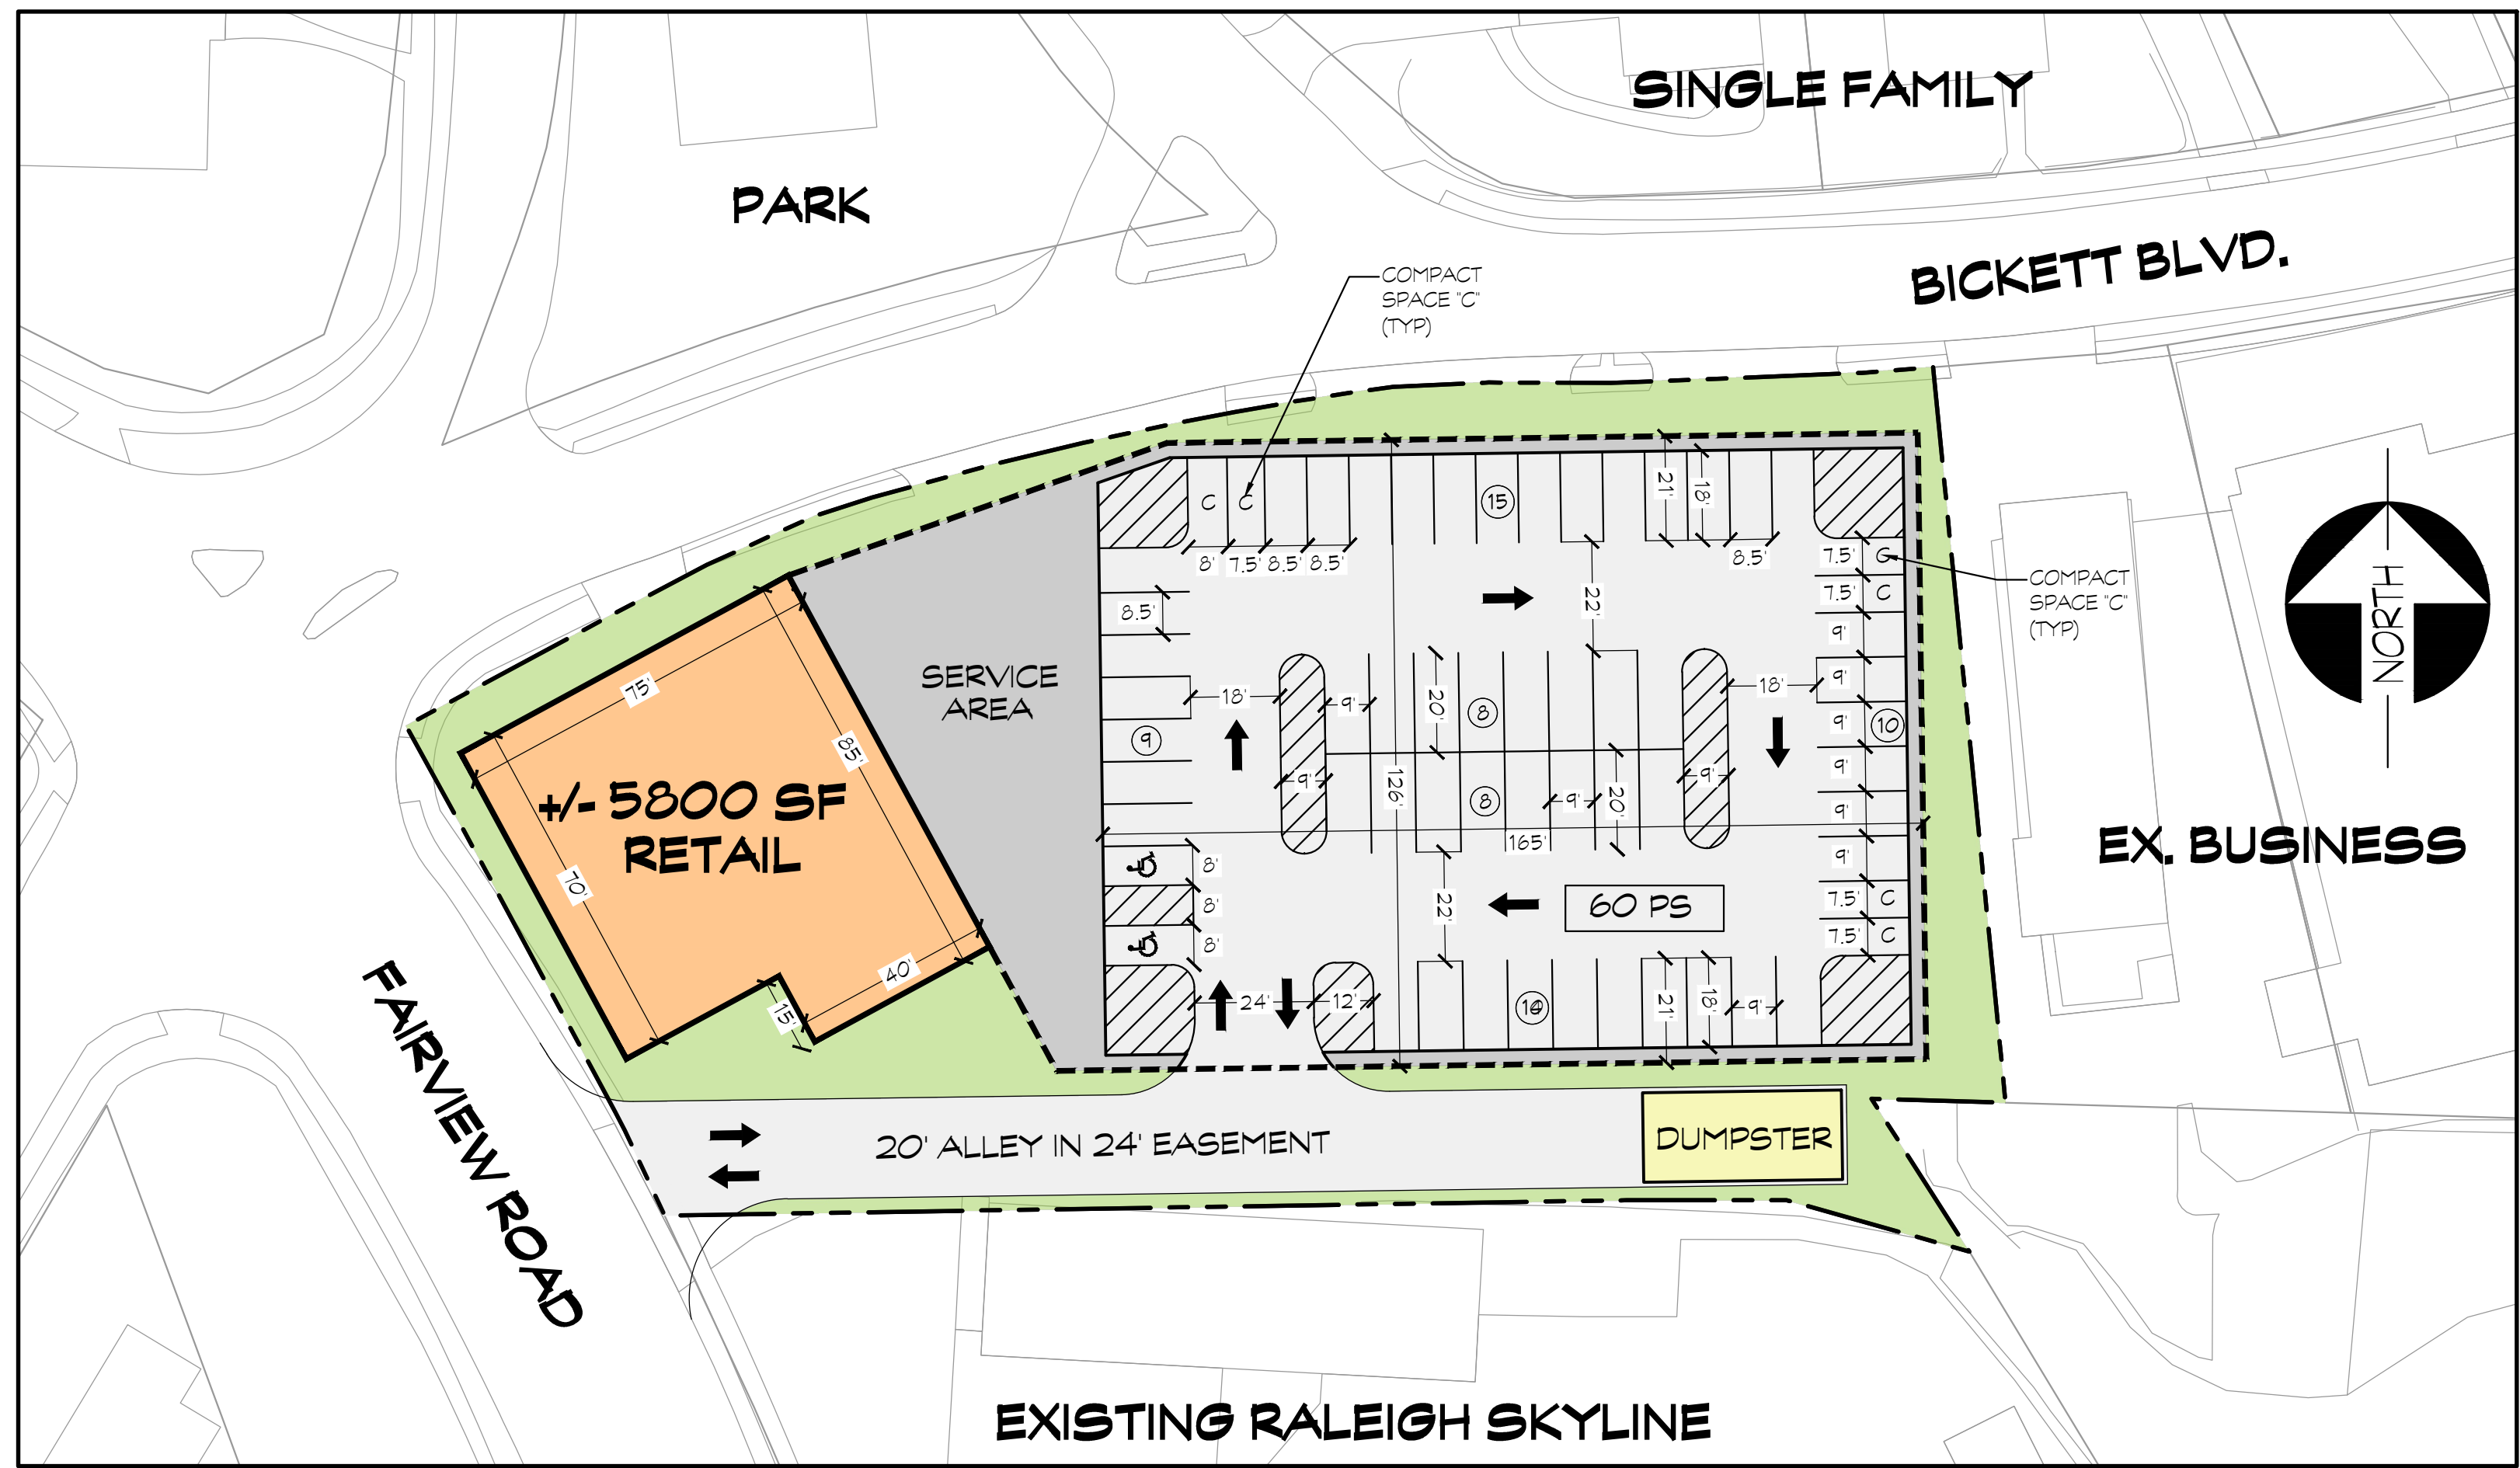 SINGLE FAMILY
PARK
BICKETT BLVD.
COMPACT
SPACE "C"
(TYP)
C C
15
21'
18'
8' 7.5' 8.5' 8.5'
8.5'
7.5' C
7.5' C
COMPACT
SPACE "C"
(TYP)
NORTH
8.5'
22'
9'
9'
9'
9'
9'
9'
10
7.5' C
7.5' C
SERVICE
AREA
75'
85'
70'
40'
15'
+/- 5800 SF
RETAIL
18'
9'
20'
8
18'
9
9'
126'
8
9'
20'
9'
165'
8'
8'
8'
22'
60 PS
24'
12'
21'
18'
9'
EX. BUSINESS
FAIRVIEW ROAD
20' ALLEY IN 24' EASEMENT
DUMPSTER
EXISTING RALEIGH SKYLINE